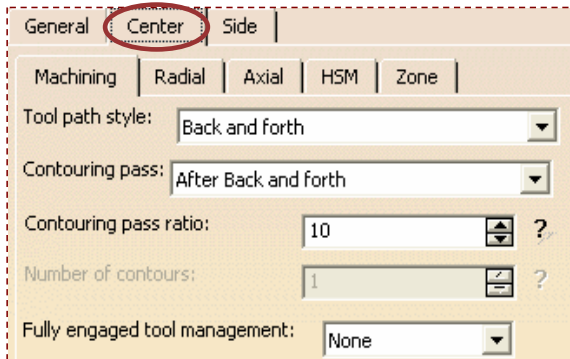 General Center Side
Machining Radial Axial HSM Zone
Tool path style: Back and forth
Contouring pass: After Back and forth
Contouring pass ratio: 10 ?
Number of contours: 1 ?
Fully engaged tool management: None